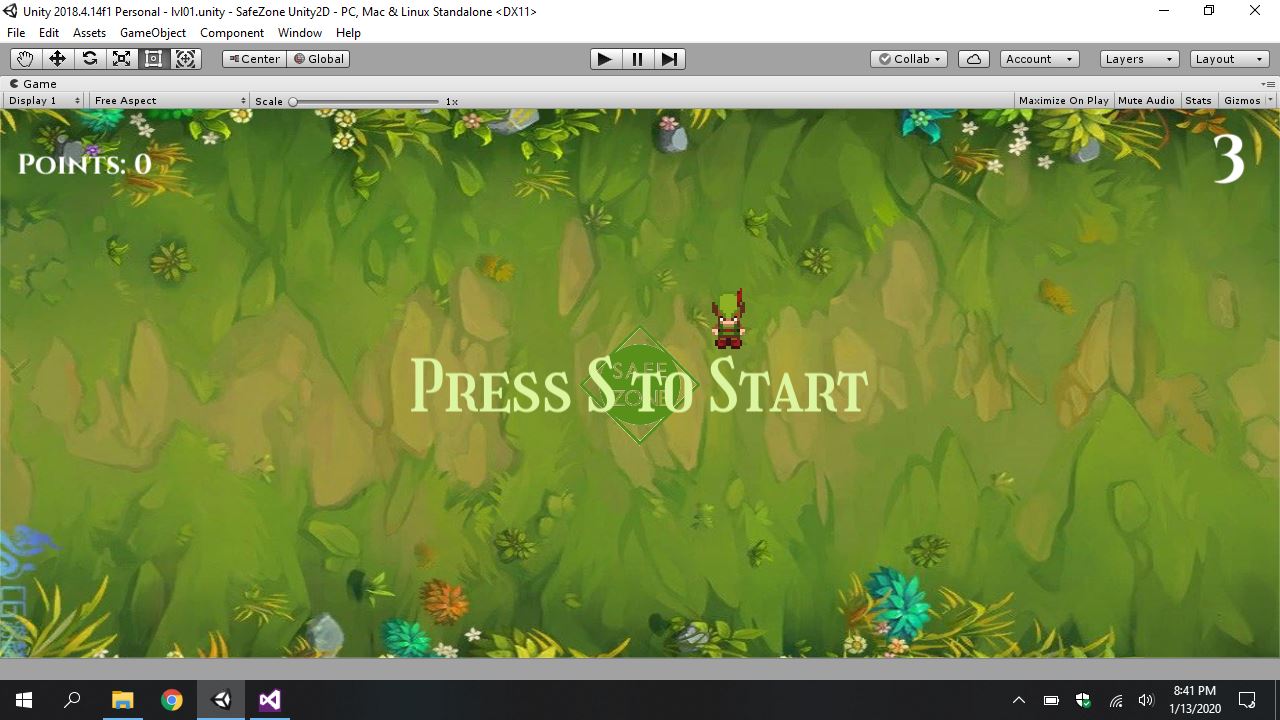 Unity 2018.4.14f1 Personal - lvl01.unity - SafeZone Unity2D - PC, Mac & Linux Standalone <DX11>
File Edit Assets GameObject Component Window Help
Center Global Collab Account Layers Layout
Game
Display 1 Free Aspect Scale 1x Maximize On Play Mute Audio Stats Gizmos
Points: 0
3
SAFE
Press S to Start
ZONE
8:41 PM
1/13/2020